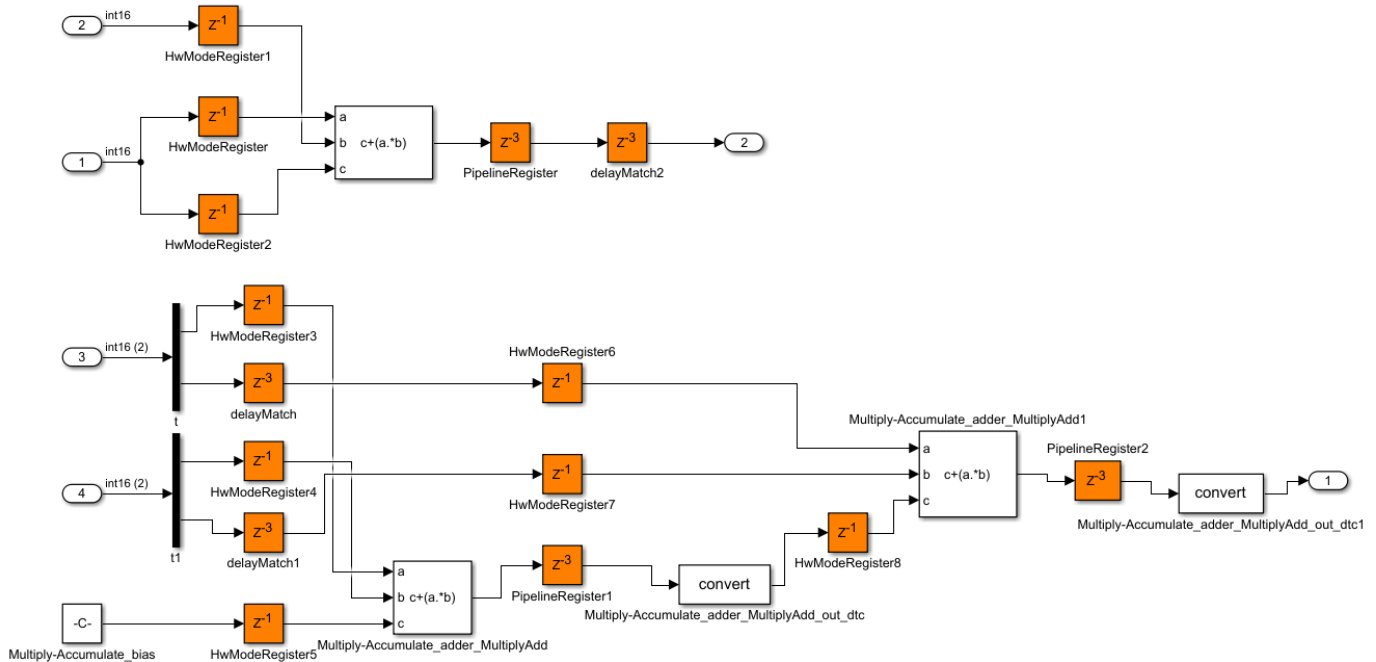 2
int16
z-1
HwModeRegister1
z-1
HwModeRegister
1
int16
z-1
HwModeRegister2
a
b
c
c+(a.*b)
z-3
PipelineRegister
z-3
delayMatch2
2
3
int16 (2)
t
z-1
HwModeRegister3
z-3
delayMatch
HwModeRegister6
z-1
4
int16 (2)
t1
z-1
HwModeRegister4
z-3
delayMatch1
z-1
HwModeRegister7
-C-
Multiply-Accumulate_bias
z-1
HwModeRegister5
a
b
c
c+(a.*b)
Multiply-Accumulate_adder_MultiplyAdd
z-3
PipelineRegister1
convert
Multiply-Accumulate_adder_MultiplyAdd_out_dtc
z-1
HwModeRegister8
Multiply-Accumulate_adder_MultiplyAdd1
a
b
c
c+(a.*b)
PipelineRegister2
z-3
convert
Multiply-Accumulate_adder_MultiplyAdd_out_dtc1
1